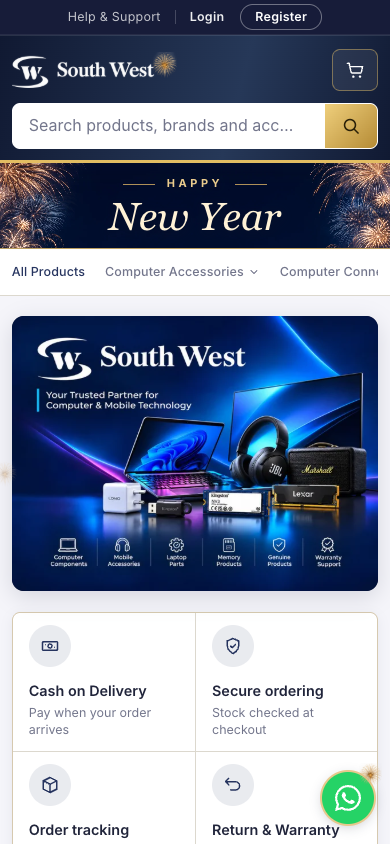 Help & Support
Login
Register
South West
Search products, brands and acc...
HAPPY
New Year
All Products
Computer Accessories
Computer Conne
South West
Your Trusted Partner for
Computer & Mobile Technology
JBL
Marshall
Kingston
Lexar
Computer
Components
Mobile
Accessories
Laptop
Parts
Memory
Products
Genuine
Products
Warranty
Support
Cash on Delivery
Pay when your order
arrives
Secure ordering
Stock checked at
checkout
Order tracking
Return & Warranty